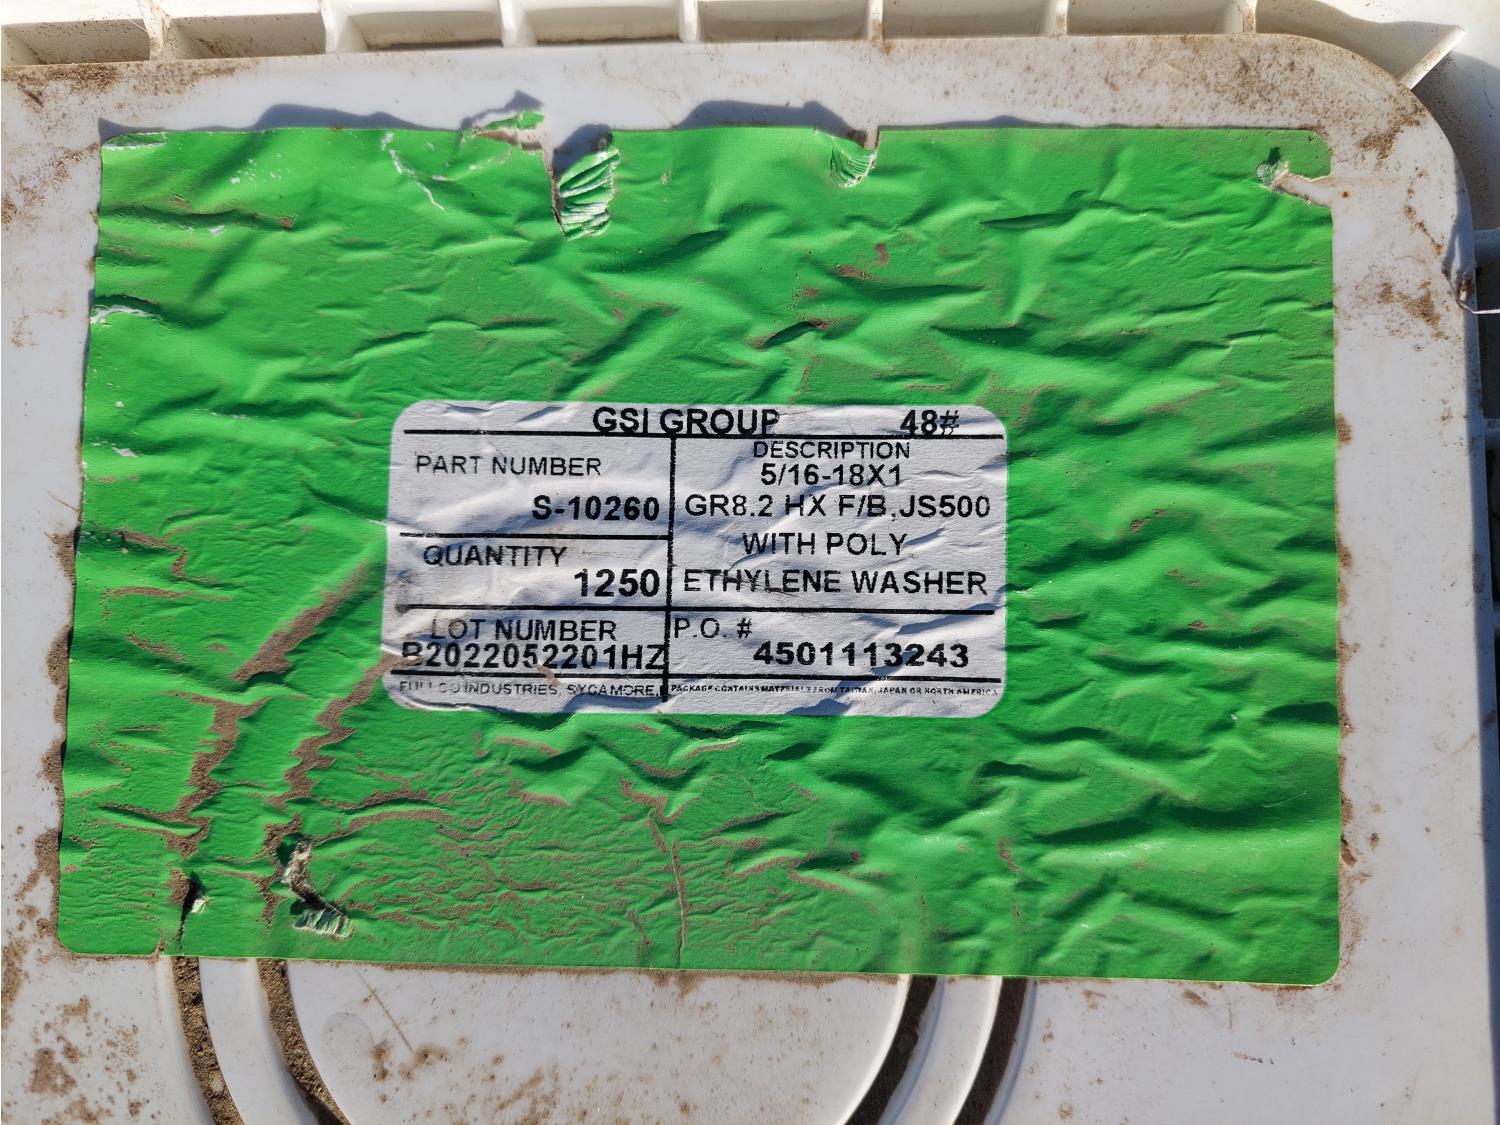 GSI GROUP 48#
PART NUMBER
S-10260
DESCRIPTION
5/16-18X1
GR8.2 HX F/B,JS500
WITH POLY
ETHYLENE WASHER
QUANTITY
1250
LOT NUMBER
B2022052201HZ
P.O. #
4501113243
INDUSTRIES, SYCAMORE,
PACKAGE CONTAINS MATERIALS FROM TAIWAN, JAPAN OR NORTH AMERICA